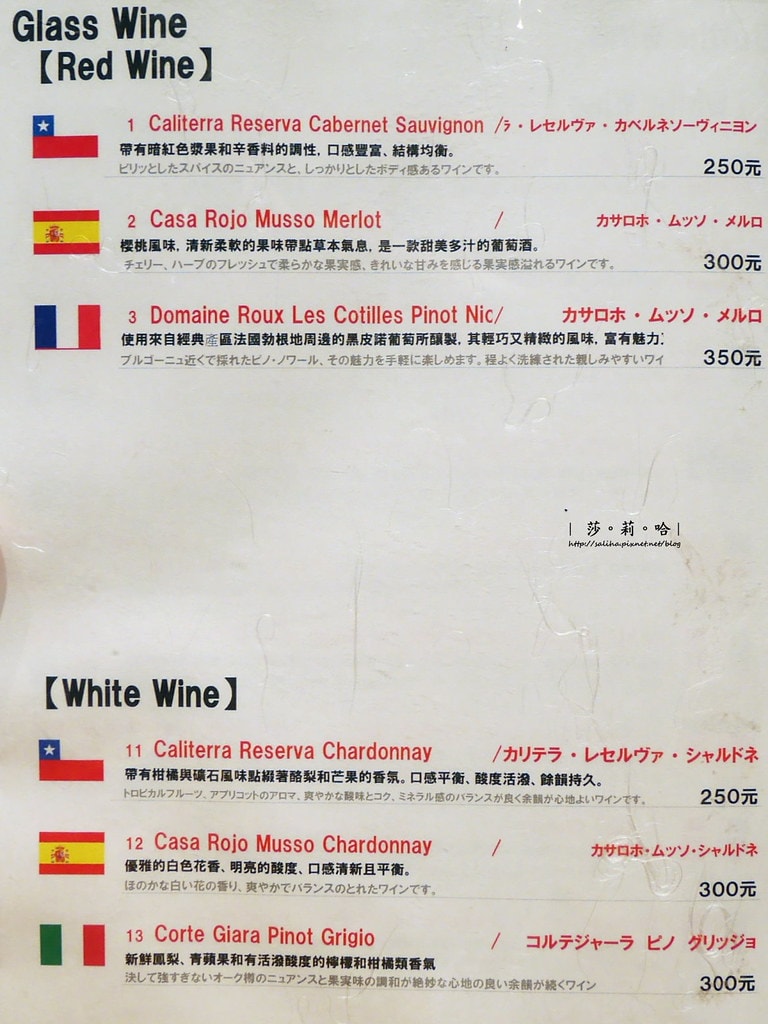 Glass Wine
【Red Wine】
1 Caliterra Reserva Cabernet Sauvignon /ラ・レセルヴァ・カベルネソーヴィニヨン
帶有暗紅色漿果和辛香料的調性, 口感豐富、結構均衡。
ピリッとしたスパイスのニュアンスと、しっかりとしたボディ感あるワインです。
250元
2 Casa Rojo Musso Merlot / カサロホ・ムッソ・メルロ
櫻桃風味, 清新柔軟的果味帶點草本氣息, 是一款甜美多汁的葡萄酒。
チェリー、ハーブのフレッシュで柔らかな果実感、きれいな甘みを感じる果実感溢れるワインです。
300元
3 Domaine Roux Les Cotilles Pinot Nic/ カサロホ・ムッソ・メルロ
使用來自經典產區法國勃根地周邊的黑皮諾葡萄所釀製, 其輕巧又精緻的風味, 富有魅力
ブルゴーニュ近くで採れたピノ・ノワール、その魅力を手軽に楽しめます。程よく洗練された親しみやすいワイ
350元
| 莎。莉。哈 |
http://saliha.pixnet.net/blog
【White Wine】
11 Caliterra Reserva Chardonnay /カリテラ・レセルヴァ・シャルドネ
帶有柑橘與礦石風味點綴著酪梨和芒果的香氛。口感平衡、酸度活潑、餘韻持久。
トロピカルフルーツ、アプリコットのアロマ、爽やかな酸味とコク、ミネラル感のバランスが良く余韻が心地よいワインです。
250元
12 Casa Rojo Musso Chardonnay / カサロホ・ムッソ・シャルドネ
優雅的白色花香、明亮的酸度、口感清新且平衡。
ほのかな白い花の香り、爽やかでバランスのとれたワインです。
300元
13 Corte Giara Pinot Grigio / コルテジャーラ ピノ グリッジョ
新鮮鳳梨、青蘋果和有活潑酸度的檸檬和柑橘類香氣
決して強すぎないオーク樽のニュアンスと果実味の調和が絶妙な心地の良い余韻が続くワイン
300元